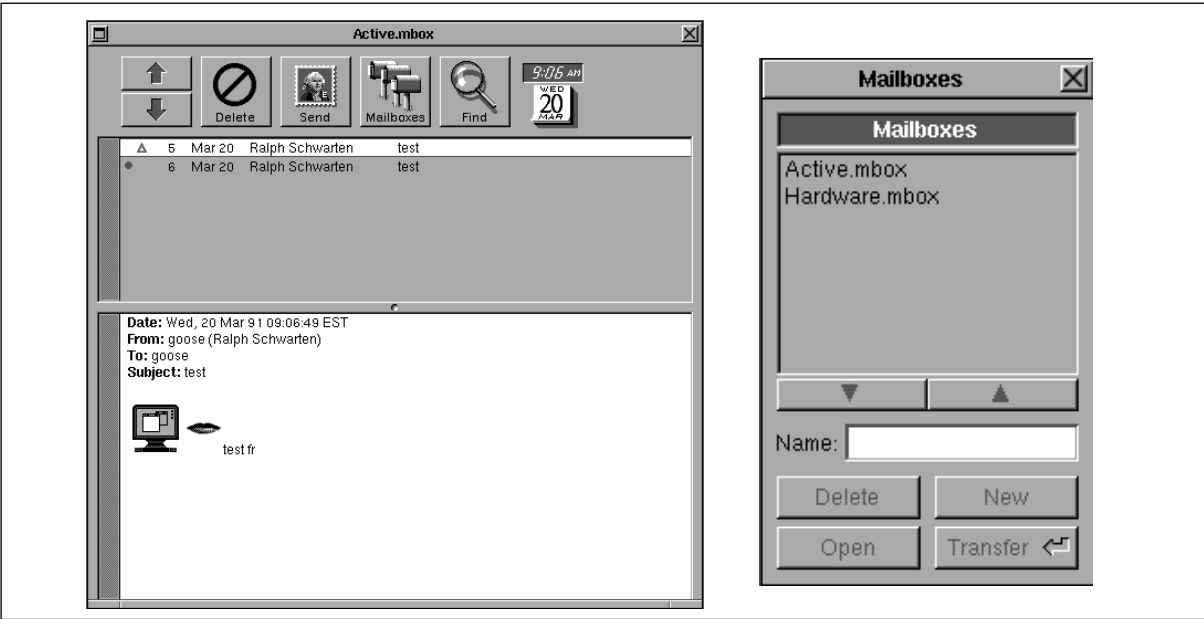 Active.mbox
Delete
Send
Mailboxes
Find
9:06 AM
WED
20
MAR
5 Mar 20 Ralph Schwarten test
6 Mar 20 Ralph Schwarten test
Date: Wed, 20 Mar 91 09:06:49 EST
From: goose (Ralph Schwarten)
To: goose
Subject: test
test fr
Mailboxes
Mailboxes
Active.mbox
Hardware.mbox
Name:
Delete New
Open Transfer